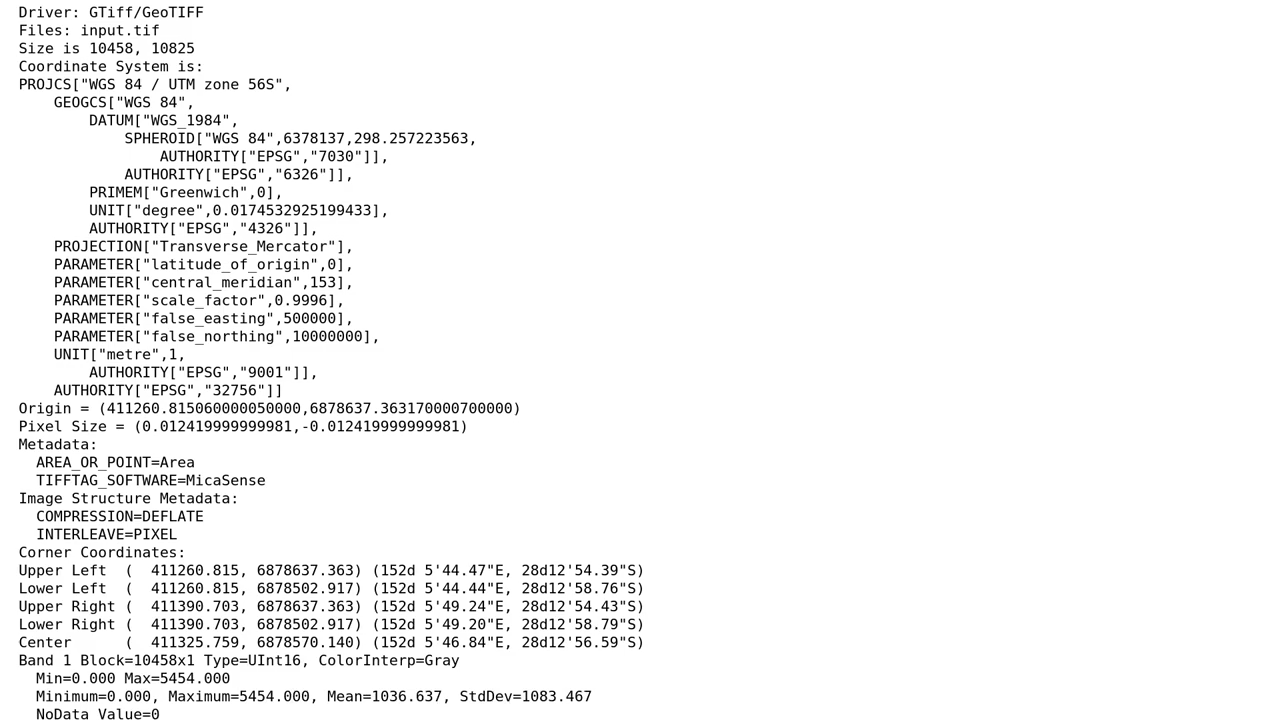 Driver: GTiff/GeoTIFF
Files: input.tif
Size is 10458, 10825
Coordinate System is:
PROJCS["WGS 84 / UTM zone 56S",
    GEOGCS["WGS 84",
        DATUM["WGS_1984",
            SPHEROID["WGS 84",6378137,298.257223563,
                AUTHORITY["EPSG","7030"]],
            AUTHORITY["EPSG","6326"]],
        PRIMEM["Greenwich",0],
        UNIT["degree",0.0174532925199433],
        AUTHORITY["EPSG","4326"]],
    PROJECTION["Transverse_Mercator"],
    PARAMETER["latitude_of_origin",0],
    PARAMETER["central_meridian",153],
    PARAMETER["scale_factor",0.9996],
    PARAMETER["false_easting",500000],
    PARAMETER["false_northing",10000000],
    UNIT["metre",1,
        AUTHORITY["EPSG","9001"]],
    AUTHORITY["EPSG","32756"]]
Origin = (411260.815060000050000,6878637.363170000700000)
Pixel Size = (0.012419999999981,-0.012419999999981)
Metadata:
  AREA_OR_POINT=Area
  TIFFTAG_SOFTWARE=MicaSense
Image Structure Metadata:
  COMPRESSION=DEFLATE
  INTERLEAVE=PIXEL
Corner Coordinates:
Upper Left  (  411260.815, 6878637.363) (152d 5'44.47"E, 28d12'54.39"S)
Lower Left  (  411260.815, 6878502.917) (152d 5'44.44"E, 28d12'58.76"S)
Upper Right (  411390.703, 6878637.363) (152d 5'49.24"E, 28d12'54.43"S)
Lower Right (  411390.703, 6878502.917) (152d 5'49.20"E, 28d12'58.79"S)
Center      (  411325.759, 6878570.140) (152d 5'46.84"E, 28d12'56.59"S)
Band 1 Block=10458x1 Type=UInt16, ColorInterp=Gray
  Min=0.000 Max=5454.000
  Minimum=0.000, Maximum=5454.000, Mean=1036.637, StdDev=1083.467
  NoData Value=0